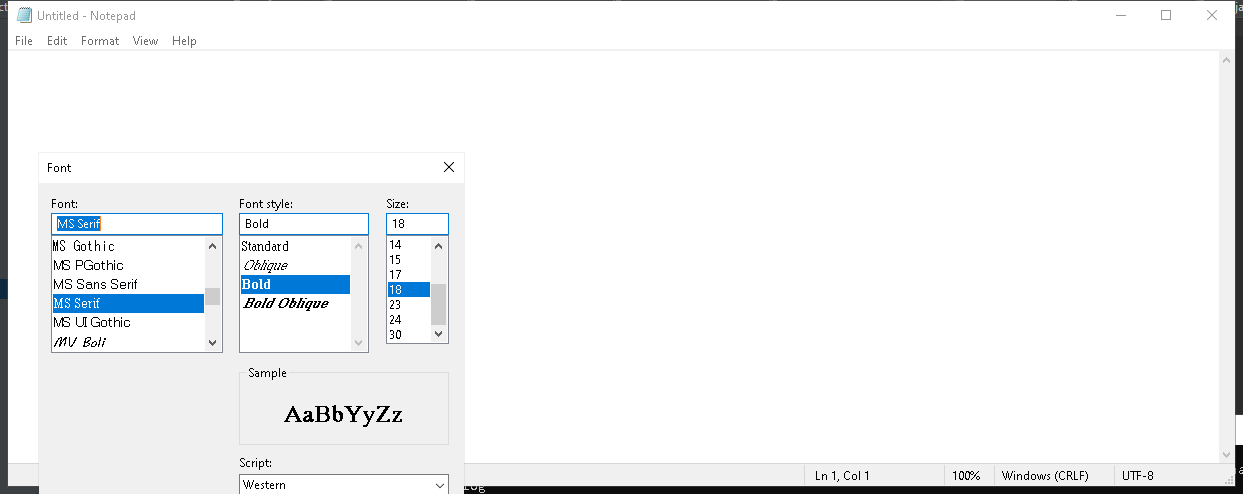 Untitled - Notepad
File Edit Format View Help
Font
Font: Font style: Size:
MS Serif Bold 18
MS Gothic
MS PGothic
MS Sans Serif
MS Serif
MS UI Gothic
MV Boli
Standard
Oblique
Bold
Bold Oblique
14
15
17
18
23
24
30
Sample
AaBbYyZz
Script:
Western
Ln 1, Col 1 100% Windows (CRLF) UTF-8